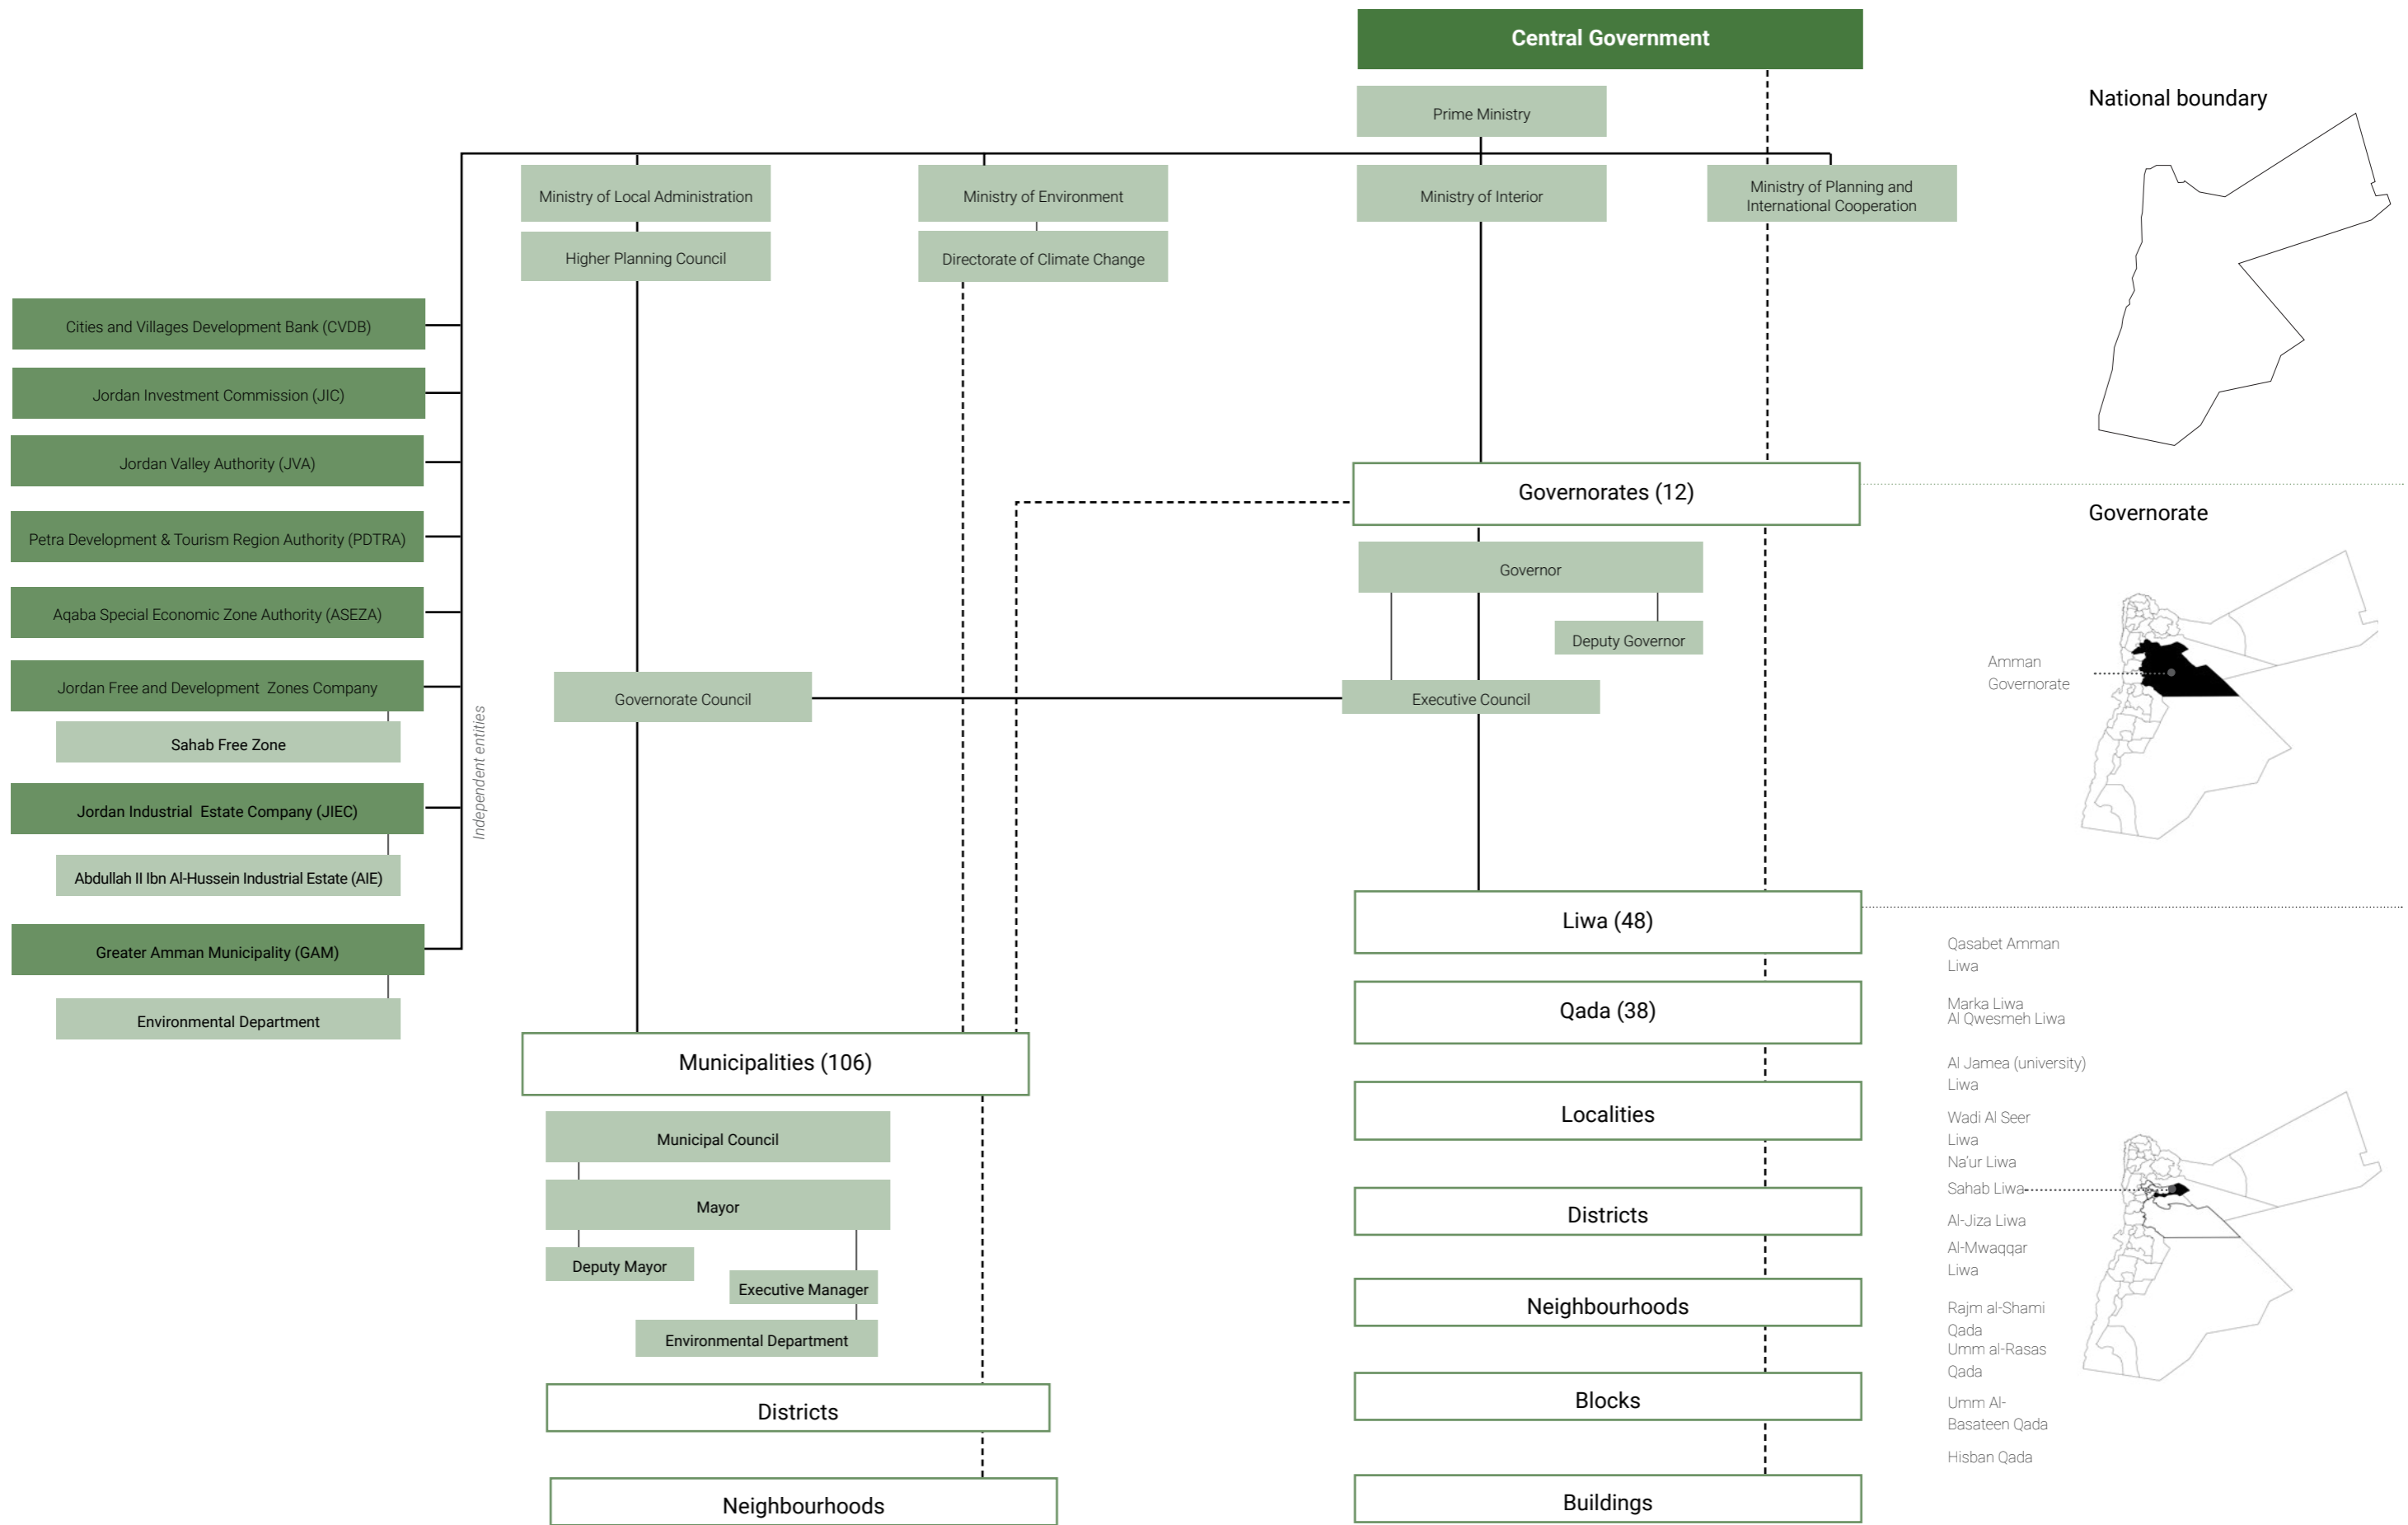 Central Government
Prime Ministry
National boundary
Ministry of Local Administration
Ministry of Environment
Ministry of Interior
Ministry of Planning and
International Cooperation
Higher Planning Council
Directorate of Climate Change
Cities and Villages Development Bank (CVDB)
Jordan Investment Commission (JIC)
Jordan Valley Authority (JVA)
Petra Development & Tourism Region Authority (PDTRA)
Aqaba Special Economic Zone Authority (ASEZA)
Jordan Free and Development Zones Company
Sahab Free Zone
Jordan Industrial Estate Company (JIEC)
Abdullah II Ibn Al-Hussein Industrial Estate (AIE)
Greater Amman Municipality (GAM)
Environmental Department
Independent entities
Governorates (12)
Governorate
Governor
Deputy Governor
Governorate Council
Executive Council
Amman
Governorate
Liwa (48)
Qada (38)
Localities
Districts
Neighbourhoods
Blocks
Buildings
Municipalities (106)
Municipal Council
Mayor
Deputy Mayor
Executive Manager
Environmental Department
Districts
Neighbourhoods
Qasabet Amman
Liwa
Marka Liwa
Al Qwesmeh Liwa
Al Jamea (university)
Liwa
Wadi Al Seer
Liwa
Na'ur Liwa
Sahab Liwa
Al-Jiza Liwa
Al-Mwaqqar
Liwa
Rajm al-Shami
Qada
Umm al-Rasas
Qada
Umm Al-
Basateen Qada
Hisban Qada